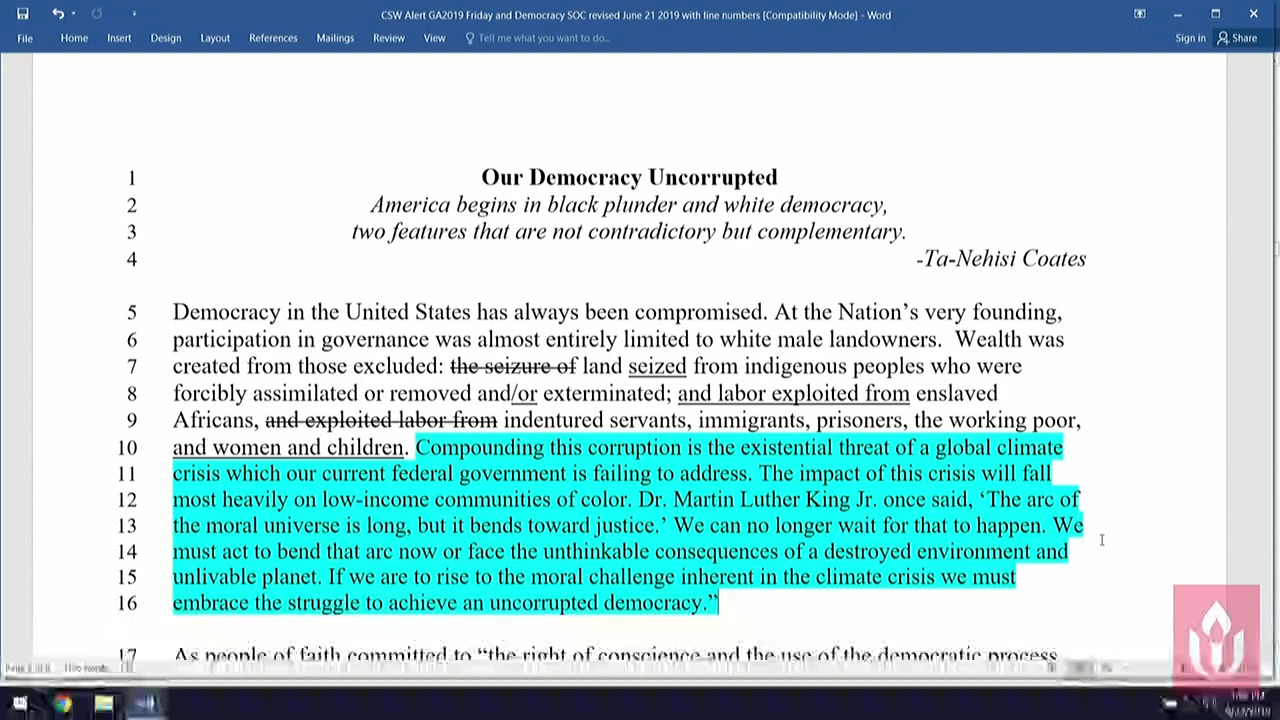 CSW Alert GA2019 Friday and Democracy SOC revised June 21 2019 with line numbers [Compatibility Mode] - Word
File Home Insert Design Layout References Mailings Review View Tell me what you want to do... Sign in Share
1 Our Democracy Uncorrupted
2 America begins in black plunder and white democracy,
3 two features that are not contradictory but complementary.
4 -Ta-Nehisi Coates
5 Democracy in the United States has always been compromised. At the Nation’s very founding,
6 participation in governance was almost entirely limited to white male landowners. Wealth was
7 created from those excluded: the seizure of land seized from indigenous peoples who were
8 forcibly assimilated or removed and/or exterminated; and labor exploited from enslaved
9 Africans, and exploited labor from indentured servants, immigrants, prisoners, the working poor,
10 and women and children. Compounding this corruption is the existential threat of a global climate
11 crisis which our current federal government is failing to address. The impact of this crisis will fall
12 most heavily on low-income communities of color. Dr. Martin Luther King Jr. once said, ‘The arc of
13 the moral universe is long, but it bends toward justice.’ We can no longer wait for that to happen. We
14 must act to bend that arc now or face the unthinkable consequences of a destroyed environment and
15 unlivable planet. If we are to rise to the moral challenge inherent in the climate crisis we must
16 embrace the struggle to achieve an uncorrupted democracy.”
17 As people of faith committed to “the right of conscience and the use of the democratic process